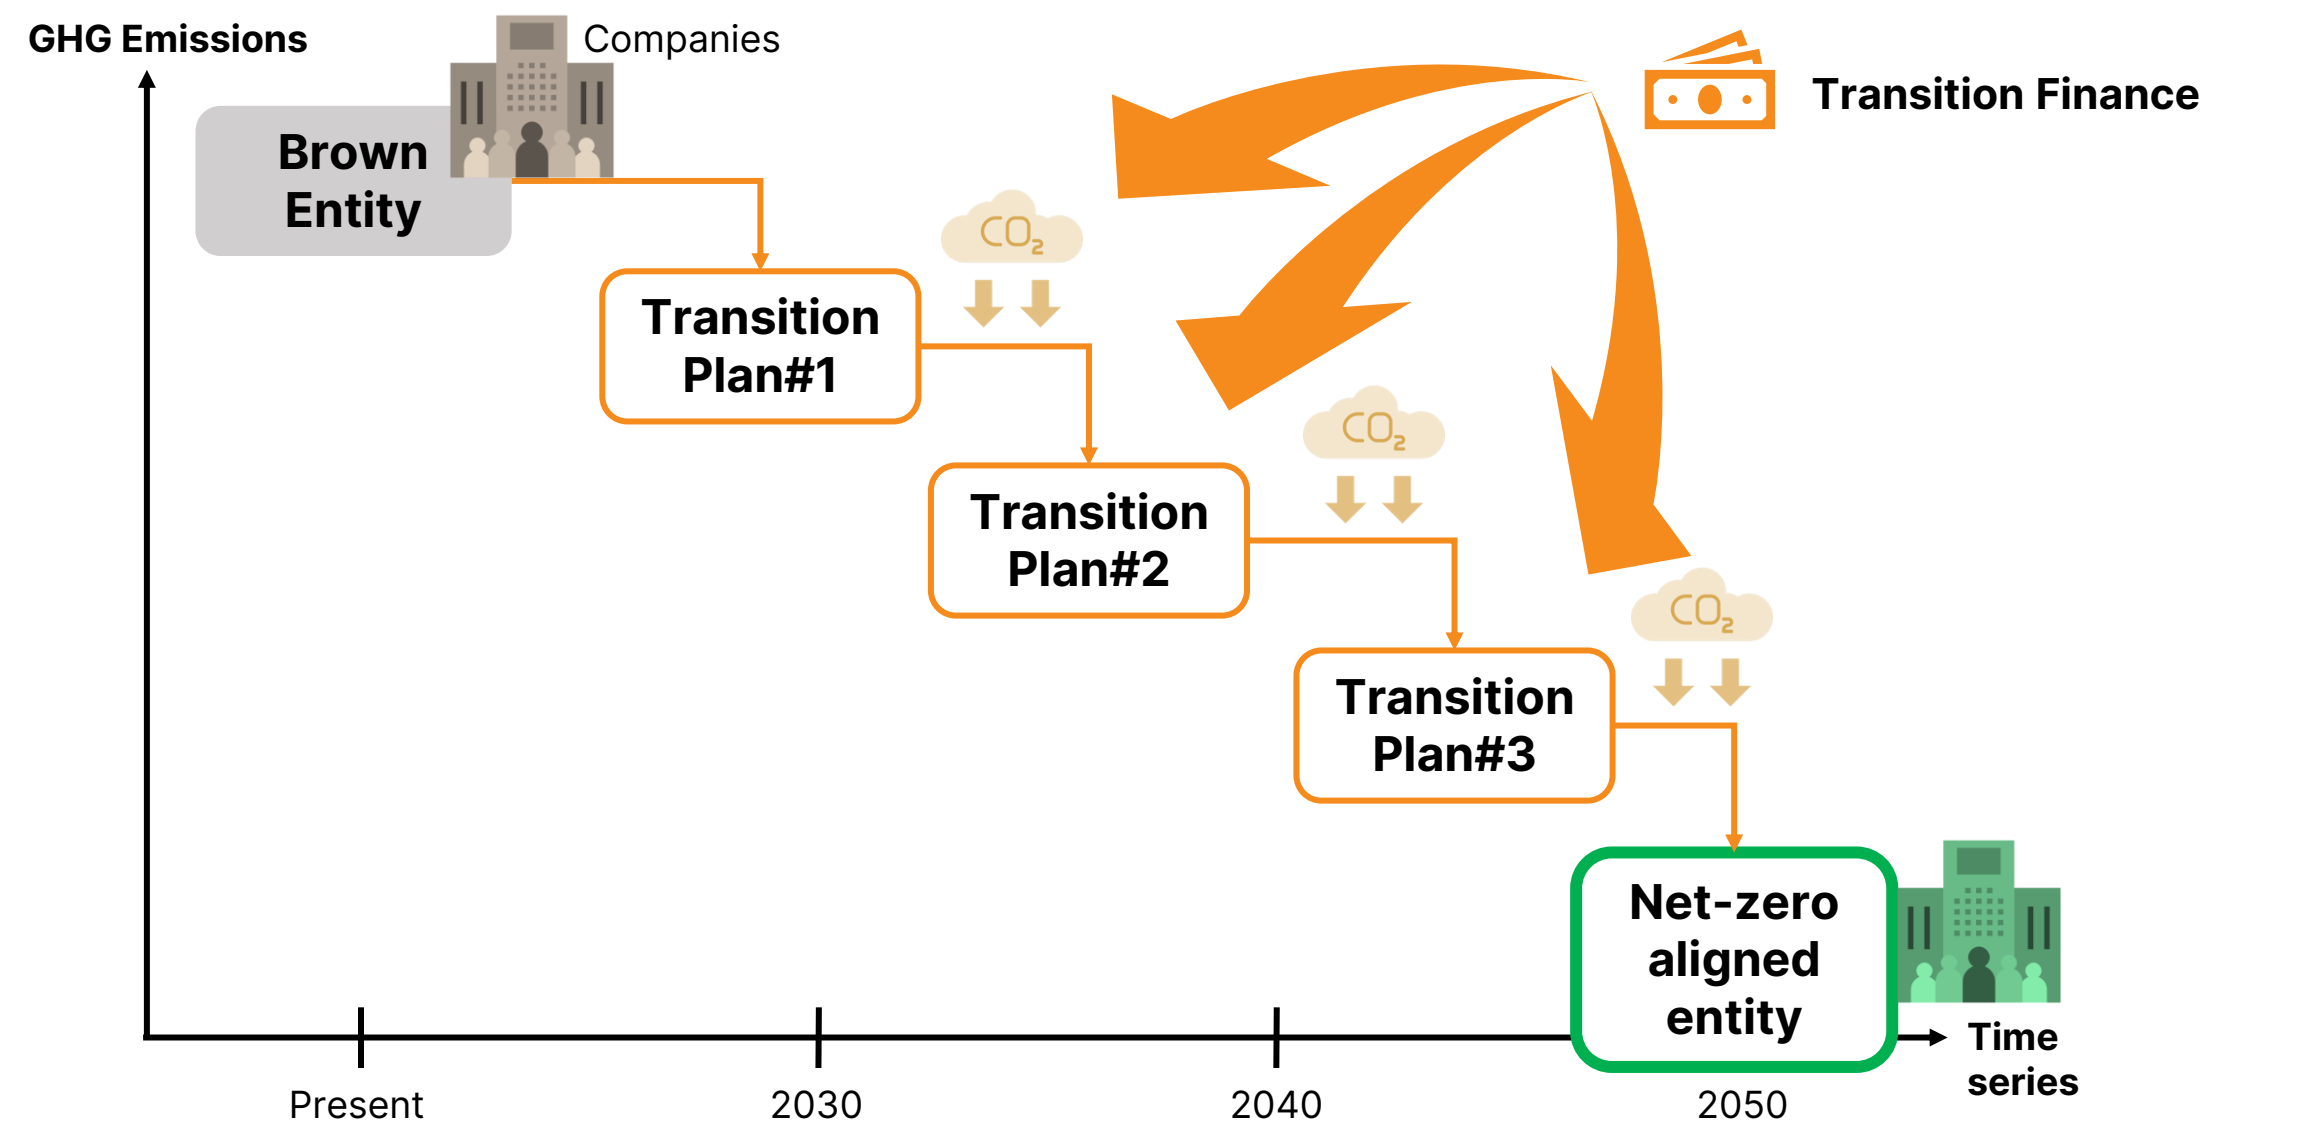 GHG Emissions
Companies
Transition Finance
Brown
Entity
CO₂
Transition
Plan#1
CO₂
Transition
Plan#2
CO₂
Transition
Plan#3
Net-zero
aligned
entity
Time
series
Present
2030
2040
2050